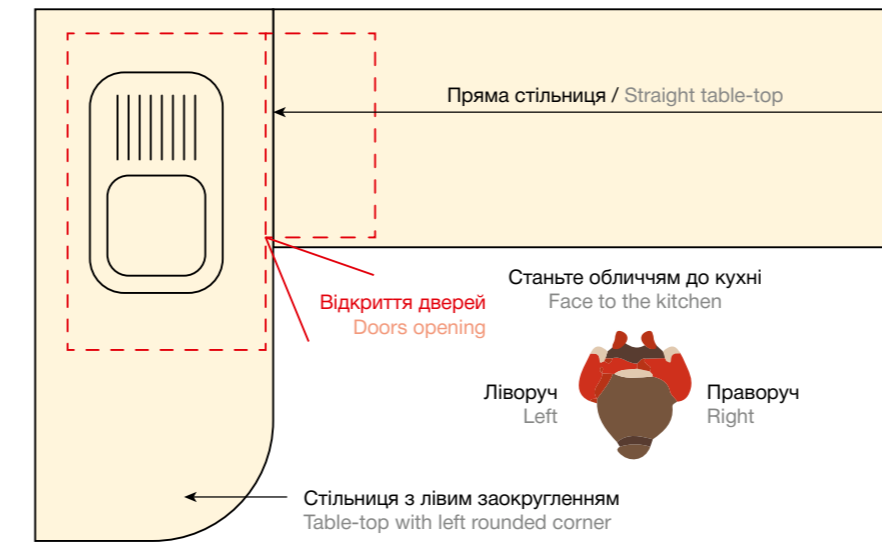 Пряма стільниця / Straight table-top
Станьте обличчям до кухні
Face to the kitchen
Відкриття дверей
Doors opening
Ліворуч
Left
Праворуч
Right
Стільниця з лівим заокругленням
Table-top with left rounded corner